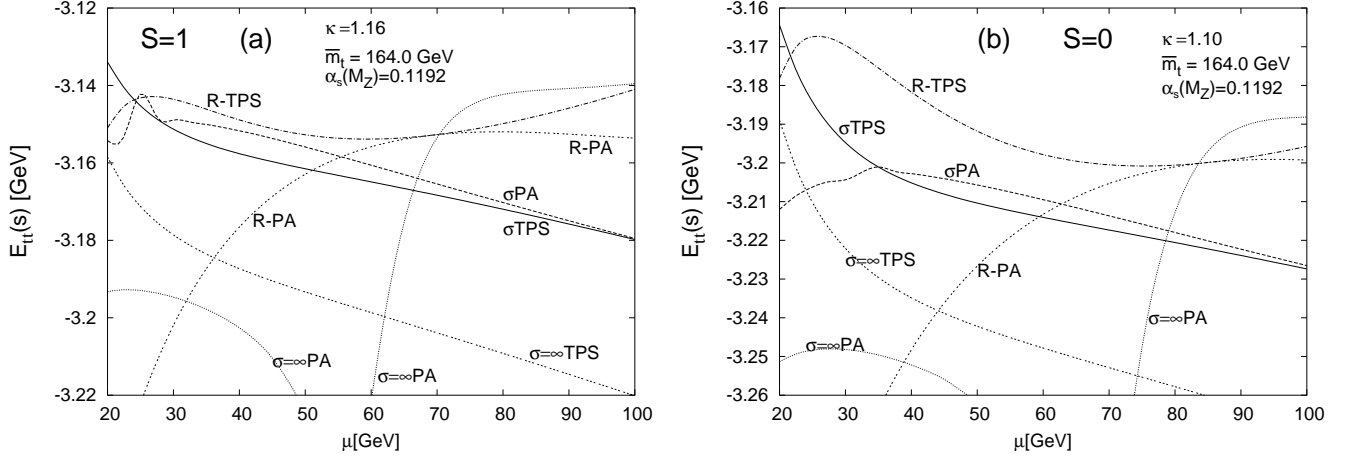 S=1 (a)
κ=1.16
m̅t = 164.0 GeV
αs(MZ)=0.1192
R-TPS
R-PA
σPA
σTPS
R-PA
σ=∞TPS
σ=∞PA
σ=∞PA
-3.12
-3.14
-3.16
-3.18
-3.2
-3.22
Ett(s) [GeV]
20 30 40 50 60 70 80 90 100
μ[GeV]
(b) S=0
κ=1.10
m̅t = 164.0 GeV
αs(MZ)=0.1192
R-TPS
σTPS
σPA
σ=∞TPS
R-PA
σ=∞PA
σ=∞PA
-3.16
-3.17
-3.18
-3.19
-3.2
-3.21
-3.22
-3.23
-3.24
-3.25
-3.26
Ett(s) [GeV]
20 30 40 50 60 70 80 90 100
μ[GeV]